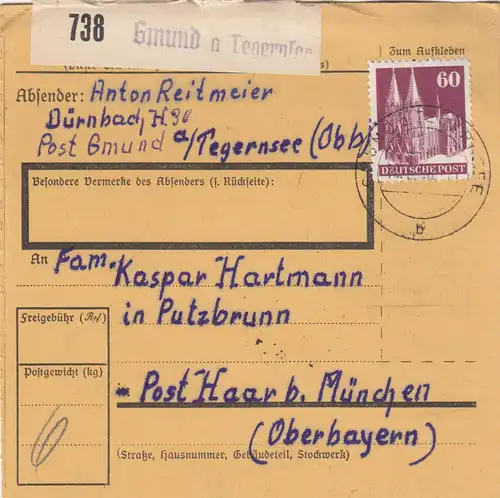 738 Gmund a Tegernsee
Zum Aufkleben
Absender: Anton Reitmeier
Dürnbach H90
Post Gmund a/Tegernsee (Obb)
60
DEUTSCHE POST
b
Besondere Vermerke des Absenders (s. Rückseite):
An Fam. Kaspar Hartmann
in Putzbrunn
Freigebühr (Rpf.)
Postgewicht (kg)
6
Post Haar b. München
(Oberbayern)
(Straße, Hausnummer, Gebäudeteil, Stockwerk)